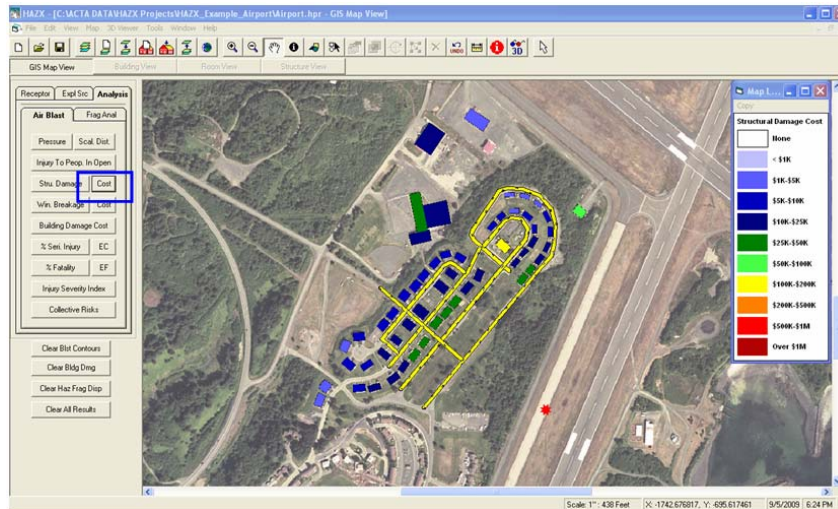 HAZX - [C:\ACTA DATA\HAZX Projects\HAZX_Example_Airport\Airport.hpr - GIS Map View]
File Edit View Map 3D Viewer Tools Window Help
UNDO 3D
GIS Map View Building View Room View Structure View
Receptor Expl Src Analysis
Air Blast Frag Anal
Pressure Scal. Dist.
Injury To Peop. In Open
Stru. Damage Cost
Win. Breakage Cost
Building Damage Cost
% Seri. Injury EC
% Fatality EF
Injury Severity Index
Collective Risks
Clear Blst Contours
Clear Bldg Dmg
Clear Haz Frag Disp
Clear All Results
Map L...
Copy
Structural Damage Cost
None
< $1K
$1K-$5K
$5K-$10K
$10K-$25K
$25K-$50K
$50K-$100K
$100K-$200K
$200K-$500K
$500K-$1M
Over $1M
Scale: 1" : 438 Feet X: -1742.676817, Y: -695.617461 9/5/2009 6:24 PM